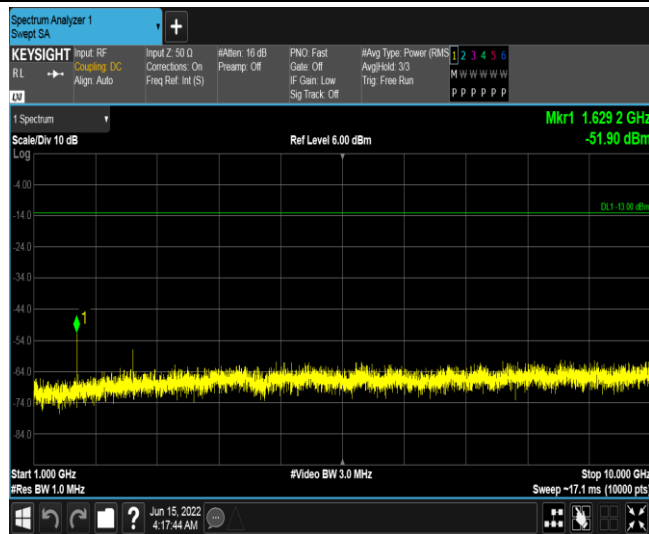 Spectrum Analyzer 1
Swept SA
+
KEYSIGHT
RL
Input: RF
Coupling: DC
Align: Auto
Input Z: 50 Ω
Corrections: On
Freq Ref: Int (S)
#Atten: 16 dB
Preamp: Off
PNO: Fast
Gate: Off
IF Gain: Low
Sig Track: Off
#Avg Type: Power (RMS
Avg|Hold: 3/3
Trig: Free Run
1 2 3 4 5 6
M W W W W W
P P P P P P
1 Spectrum
Mkr1 1.629 2 GHz
Scale/Div 10 dB
Ref Level 6.00 dBm
-51.90 dBm
Log
-4.00
DL1 -13.00 dBm
-14.0
-24.0
-34.0
-44.0
1
-54.0
-64.0
-74.0
-84.0
Start 1.000 GHz
#Video BW 3.0 MHz
Stop 10.000 GHz
#Res BW 1.0 MHz
Sweep ~17.1 ms (10000 pts)
?
Jun 15, 2022
4:17:44 AM